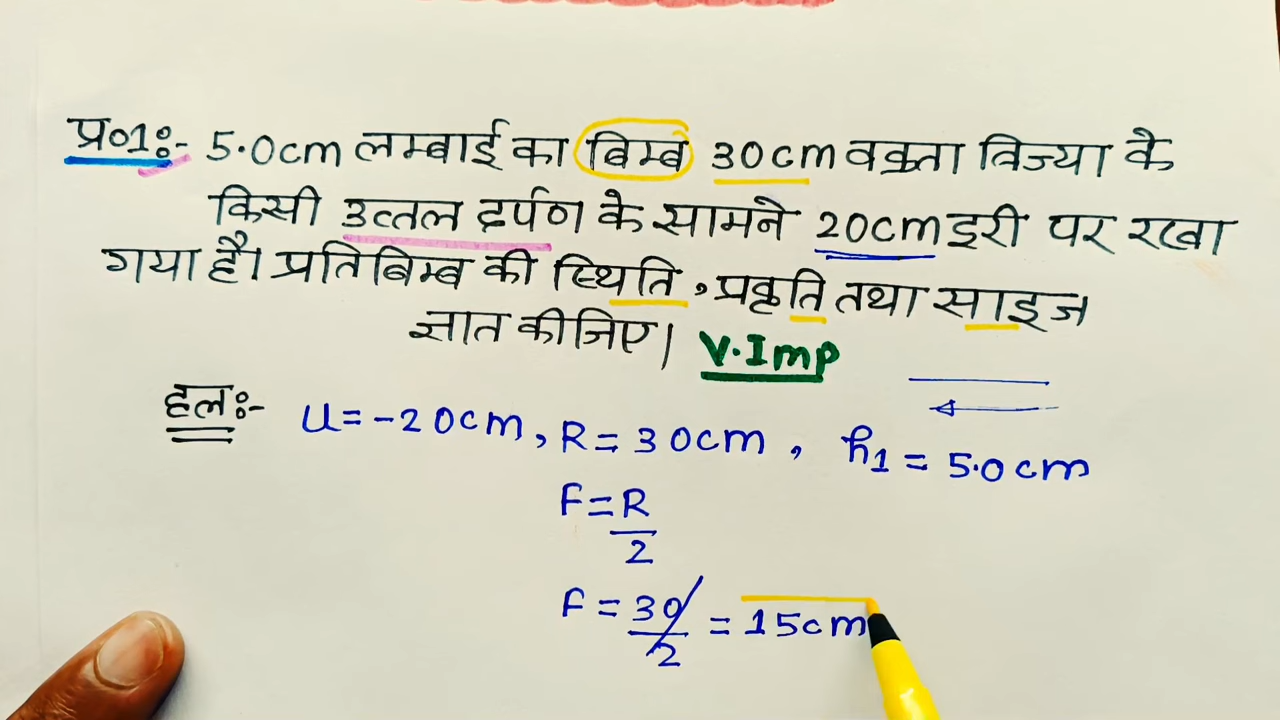 प्र०1:- 5.0cm लम्बाई का बिम्ब 30cm वक्रता त्रिज्या के
किसी उत्तल दर्पण के सामने 20cm दूरी पर रखा
गया है। प्रतिबिम्ब की स्थिति, प्रकृति तथा साइज
ज्ञात कीजिए। V.Imp
हल:- u = -20cm, R = 30cm, h1 = 5.0cm
F = R/2
F = 30/2 = 15cm